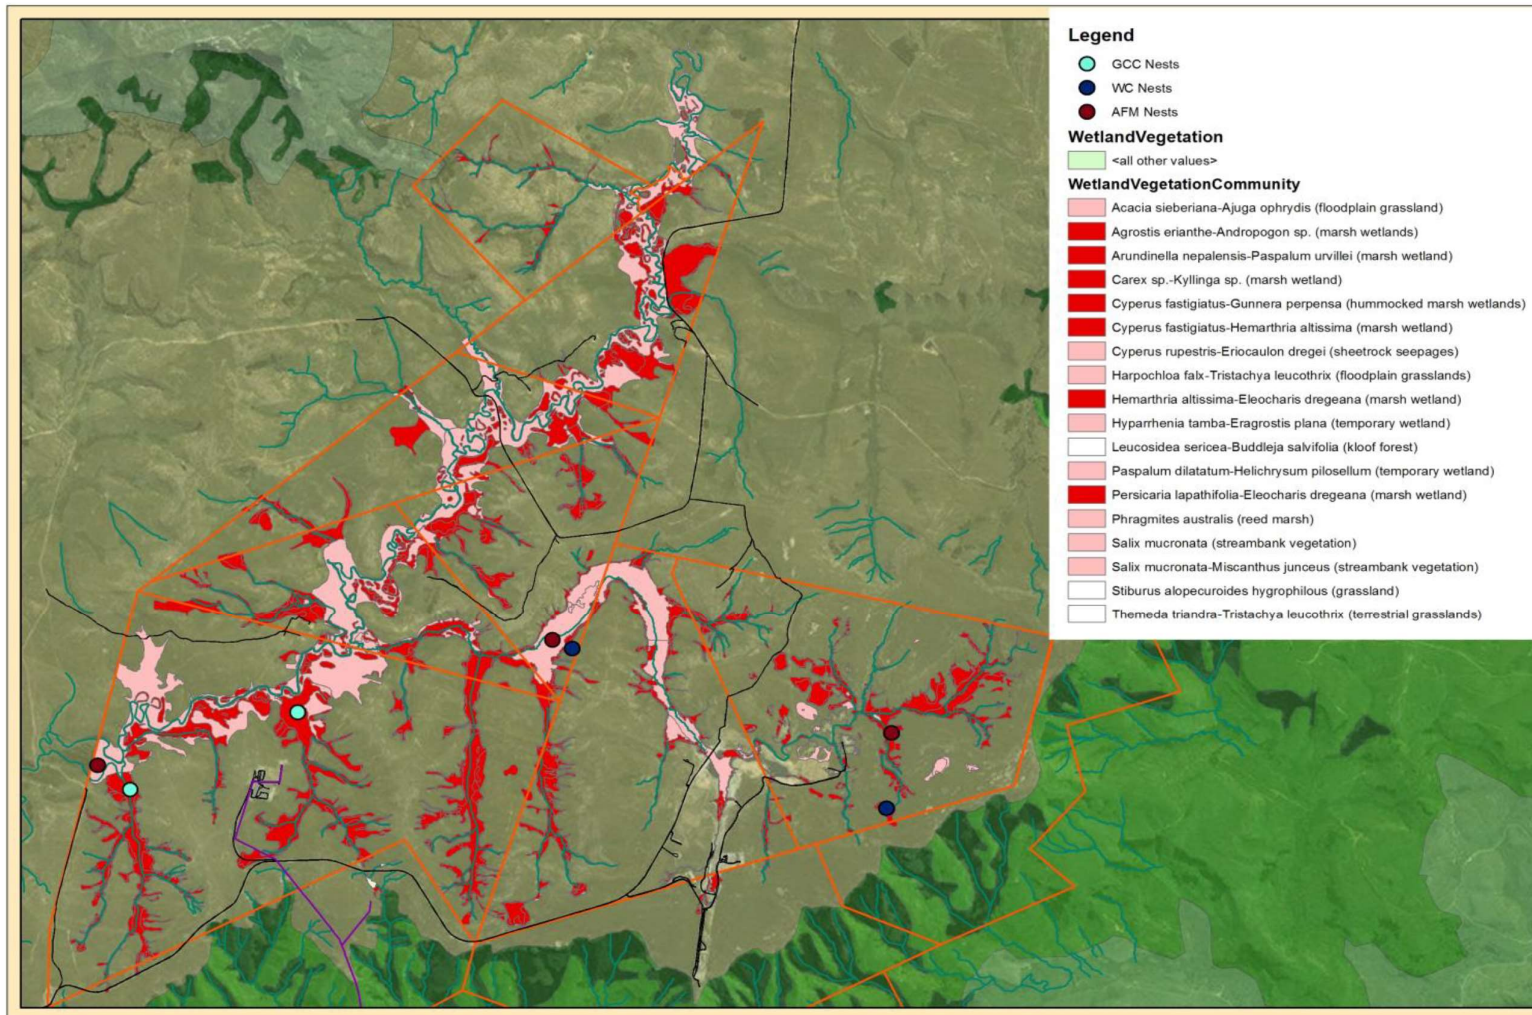 Legend
GCC Nests
WC Nests
AFM Nests
WetlandVegetation
<all other values>
WetlandVegetationCommunity
Acacia sieberiana-Ajuga ophrydis (floodplain grassland)
Agrostis erianthe-Andropogon sp. (marsh wetlands)
Arundinella nepalensis-Paspalum urvillei (marsh wetland)
Carex sp.-Kyllinga sp. (marsh wetland)
Cyperus fastigiatus-Gunnera perpensa (hummocked marsh wetlands)
Cyperus fastigiatus-Hemarthria altissima (marsh wetland)
Cyperus rupestris-Eriocaulon dregei (sheetrock seepages)
Harpochloa falx-Tristachya leucothrix (floodplain grasslands)
Hemarthria altissima-Eleocharis dregeana (marsh wetland)
Hyparrhenia tamba-Eragrostis plana (temporary wetland)
Leucosidea sericea-Buddleja salvifolia (kloof forest)
Paspalum dilatatum-Helichrysum pilosellum (temporary wetland)
Persicaria lapathifolia-Eleocharis dregeana (marsh wetland)
Phragmites australis (reed marsh)
Salix mucronata (streambank vegetation)
Salix mucronata-Miscanthus junceus (streambank vegetation)
Stiburus alopecuroides hygrophilous (grassland)
Themeda triandra-Tristachya leucothrix (terrestrial grasslands)